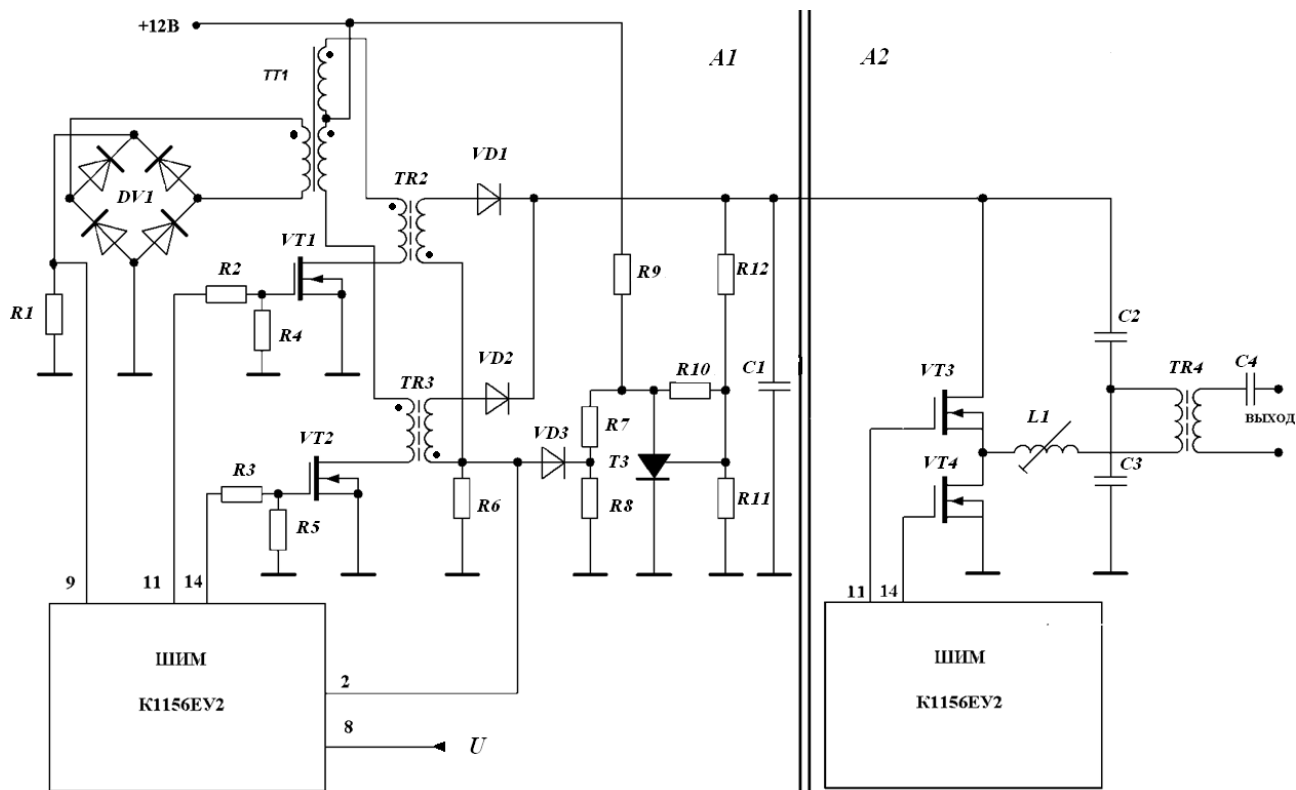 +12В
A1
A2
TT1
VD1
DV1
TR2
VT1
R2
R9
R12
R1
R4
C2
VD2
R10
C1
VT3
TR4
C4
TR3
L1
выход
R7
VD3
VT2
T3
VT4
R3
C3
R6
R8
R11
R5
9
11
14
11
14
ШИМ
К1156ЕУ2
2
8
U
ШИМ
К1156ЕУ2